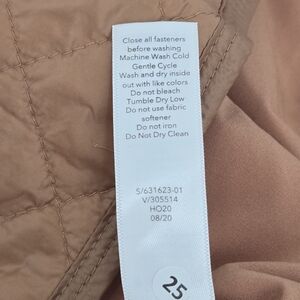 Close all fasteners
before washing
Machine Wash Cold
Gentle Cycle
Wash and dry inside
out with like colors
Do not bleach
Tumble Dry Low
Do not use fabric
softener
Do not iron
Do Not Dry Clean
S/631623-01
V/305514
HO20
08/20
25